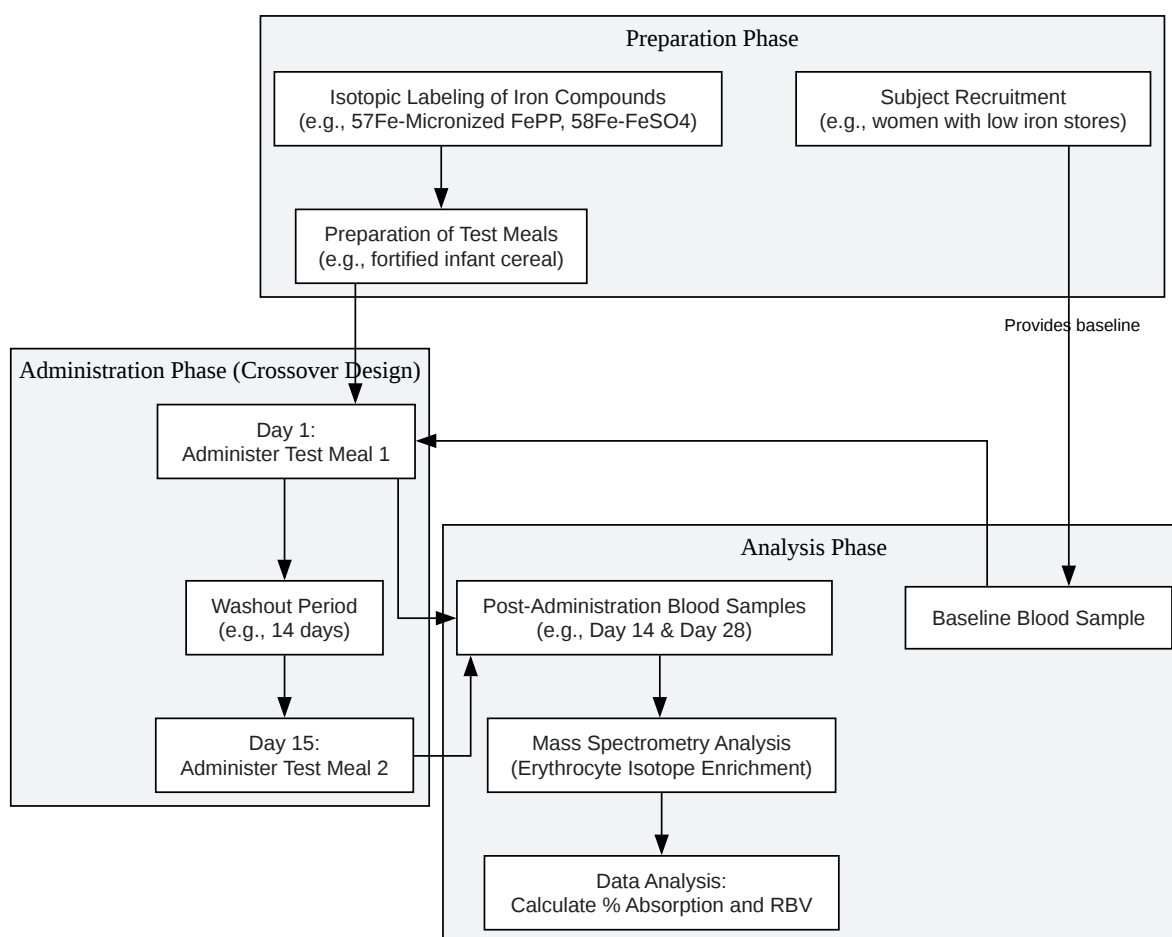 Preparation Phase
Isotopic Labeling of Iron Compounds
(e.g., 57Fe-Micronized FePP, 58Fe-FeSO4)
Subject Recruitment
(e.g., women with low iron stores)
Preparation of Test Meals
(e.g., fortified infant cereal)
Provides baseline
Administration Phase (Crossover Design)
Day 1:
Administer Test Meal 1
Washout Period
(e.g., 14 days)
Day 15:
Administer Test Meal 2
Analysis Phase
Post-Administration Blood Samples
(e.g., Day 14 & Day 28)
Baseline Blood Sample
Mass Spectrometry Analysis
(Erythrocyte Isotope Enrichment)
Data Analysis:
Calculate % Absorption and RBV